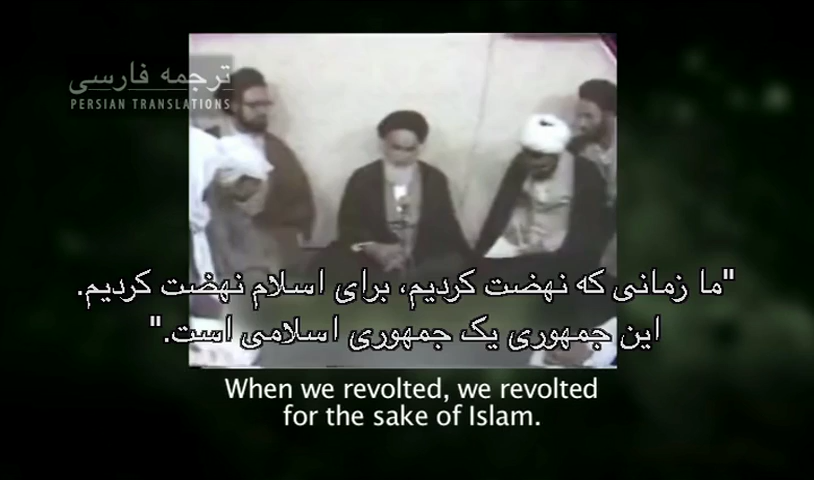 ترجمه فارسی
PERSIAN TRANSLATIONS
"ما زمانی که نهضت کردیم، برای اسلام نهضت کردیم.
این جمهوری یک جمهوری اسلامی است."
When we revolted, we revolted
for the sake of Islam.